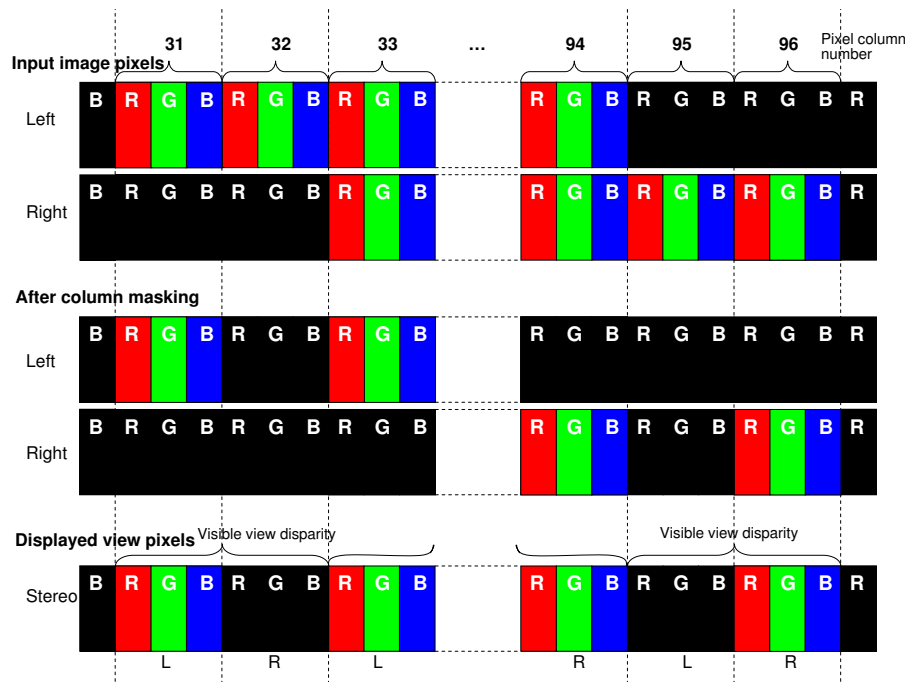 31 32 33 ... 94 95 96 Pixel column
number
Input image pixels
Left B R G B R G B R G B R G B R G B R G B R
Right B R G B R G B R G B R G B R G B R G B R
After column masking
Left B R G B R G B R G B R G B R G B R G B R
Right B R G B R G B R G B R G B R G B R G B R
Displayed view pixels Visible view disparity Visible view disparity
Stereo B R G B R G B R G B R G B R G B R G B R
L R L R L R